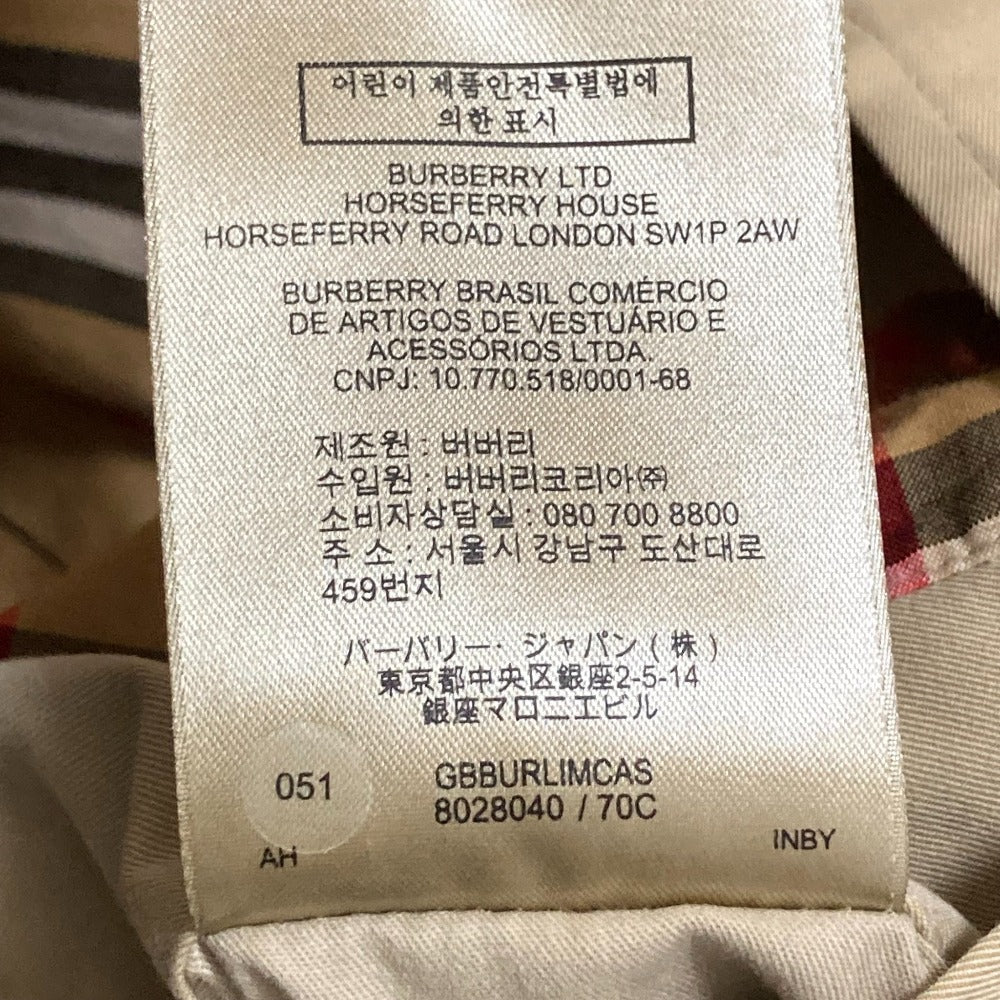 어린이 제품안전특별법에
의한 표시
BURBERRY LTD
HORSEFERRY HOUSE
HORSEFERRY ROAD LONDON SW1P 2AW
BURBERRY BRASIL COMÉRCIO
DE ARTIGOS DE VESTUÁRIO E
ACESSÓRIOS LTDA.
CNPJ: 10.770.518/0001-68
제조원 : 버버리
수입원 : 버버리코리아㈜
소비자상담실 : 080 700 8800
주 소 : 서울시 강남구 도산대로
459번지
バーバリー・ジャパン ( 株 )
東京都中央区銀座2-5-14
銀座マロニエビル
051
GBBURLIMCAS
8028040 / 70C
AH
INBY